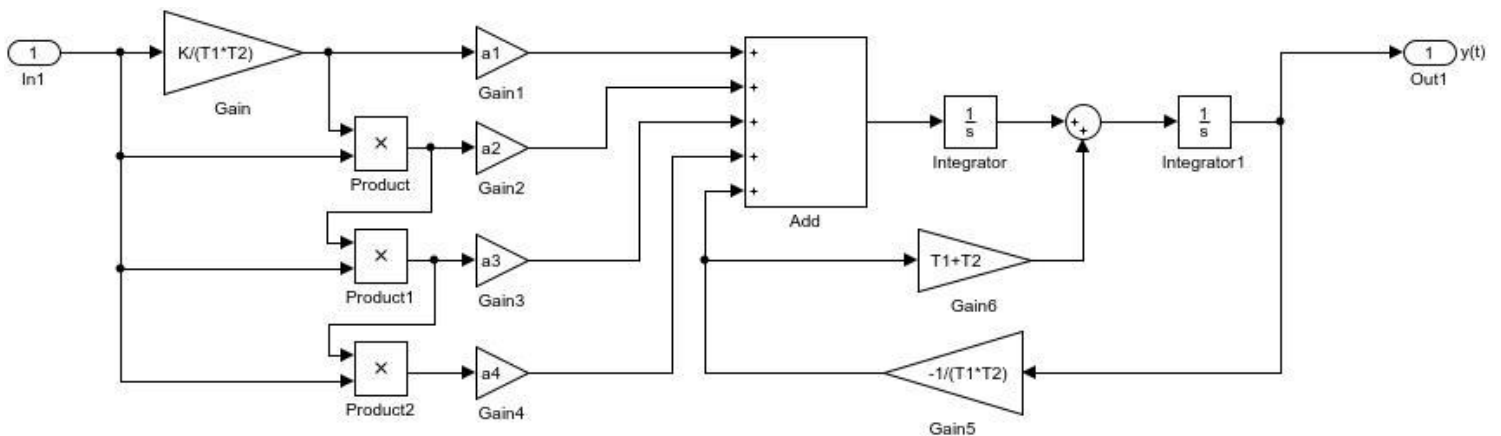 1
In1
K/(T1*T2)
Gain
a1
Gain1
×
Product
a2
Gain2
×
Product1
a3
Gain3
×
Product2
a4
Gain4
+
+
+
+
+
Add
1
s
Integrator
+
+
1
s
Integrator1
1
Out1
y(t)
T1+T2
Gain6
-1/(T1*T2)
Gain5